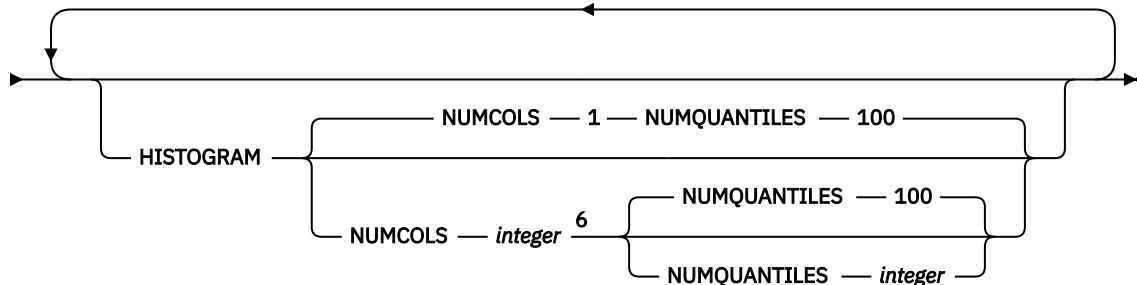 NUMCOLS 1 NUMQUANTILES 100
HISTOGRAM
NUMQUANTILES 100
NUMCOLS integer 6
NUMQUANTILES integer